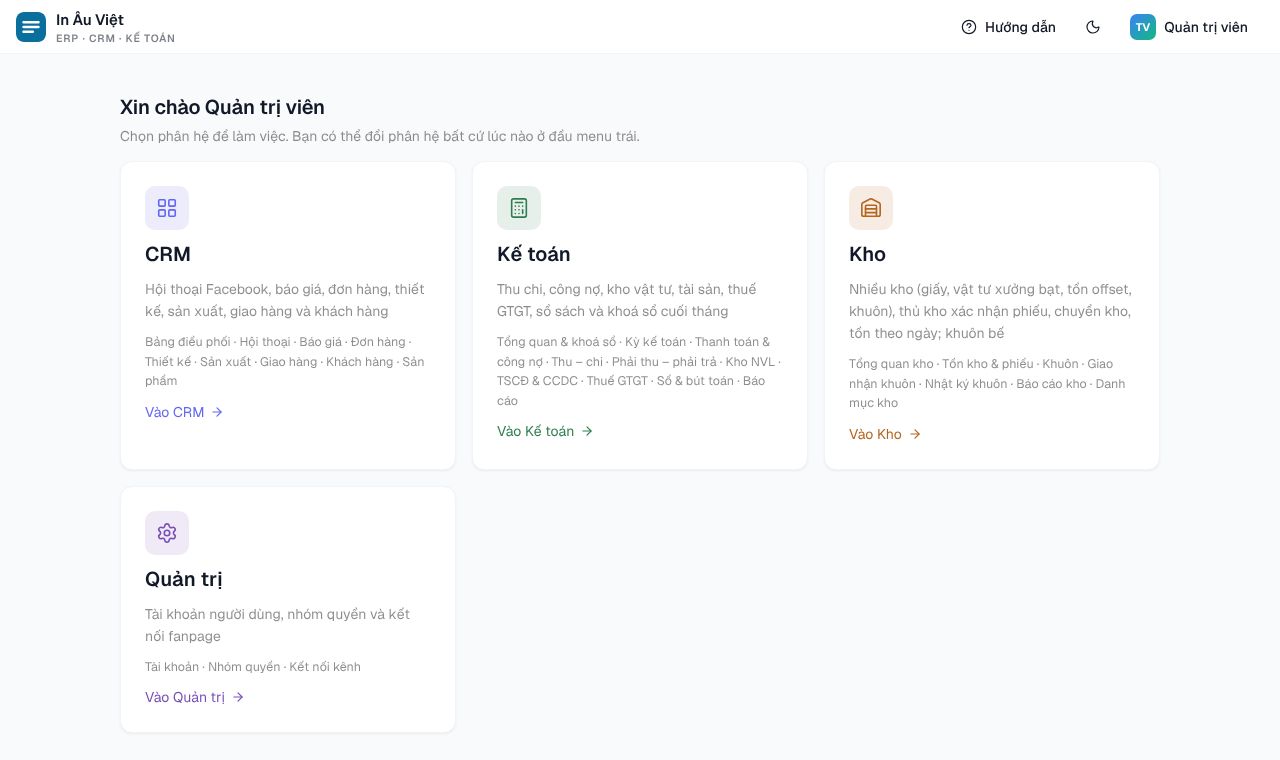 In Âu Việt
ERP · CRM · KẾ TOÁN
Hướng dẫn
TV
Quản trị viên
Xin chào Quản trị viên
Chọn phân hệ để làm việc. Bạn có thể đổi phân hệ bất cứ lúc nào ở đầu menu trái.
CRM
Hội thoại Facebook, báo giá, đơn hàng, thiết
kế, sản xuất, giao hàng và khách hàng
Bảng điều phối · Hội thoại · Báo giá · Đơn hàng ·
Thiết kế · Sản xuất · Giao hàng · Khách hàng · Sản
phẩm
Vào CRM
Kế toán
Thu chi, công nợ, kho vật tư, tài sản, thuế
GTGT, sổ sách và khoá sổ cuối tháng
Tổng quan & khoá sổ · Kỳ kế toán · Thanh toán &
công nợ · Thu – chi · Phải thu – phải trả · Kho NVL ·
TSCĐ & CCDC · Thuế GTGT · Sổ & bút toán · Báo
cáo
Vào Kế toán
Kho
Nhiều kho (giấy, vật tư xưởng bạt, tồn offset,
khuôn), thủ kho xác nhận phiếu, chuyển kho,
tồn theo ngày; khuôn bế
Tổng quan kho · Tồn kho & phiếu · Khuôn · Giao
nhận khuôn · Nhật ký khuôn · Báo cáo kho · Danh
mục kho
Vào Kho
Quản trị
Tài khoản người dùng, nhóm quyền và kết
nối fanpage
Tài khoản · Nhóm quyền · Kết nối kênh
Vào Quản trị